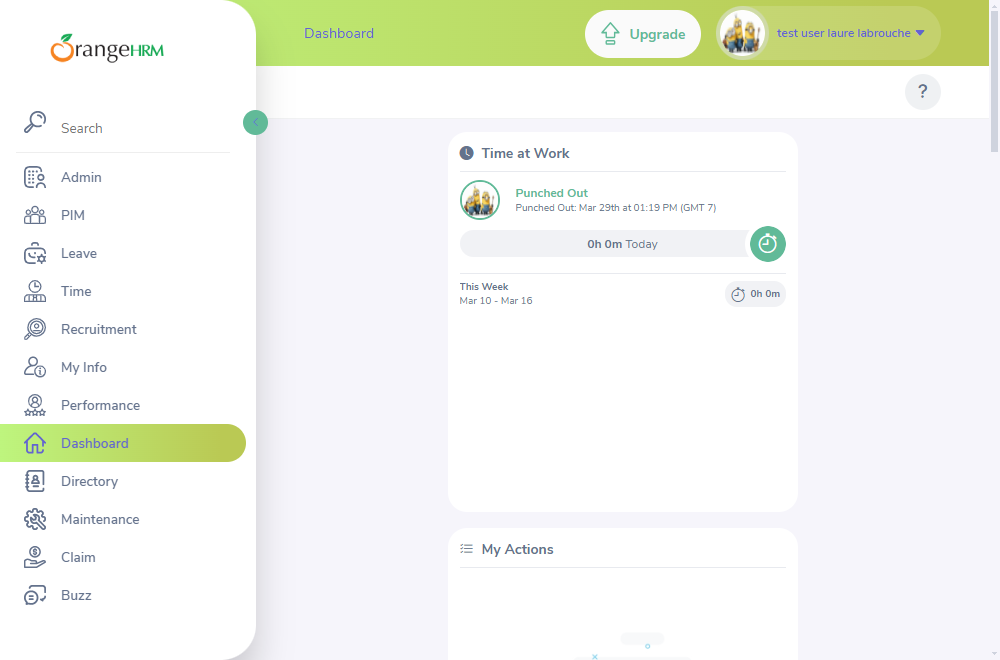 OrangeHRM
Search
Admin
PIM
Leave
Time
Recruitment
My Info
Performance
Dashboard
Directory
Maintenance
Claim
Buzz
Dashboard
Upgrade
test user laure labrouche
?
Time at Work
Punched Out
Punched Out: Mar 29th at 01:19 PM (GMT 7)
0h 0m Today
This Week
Mar 10 - Mar 16
0h 0m
My Actions